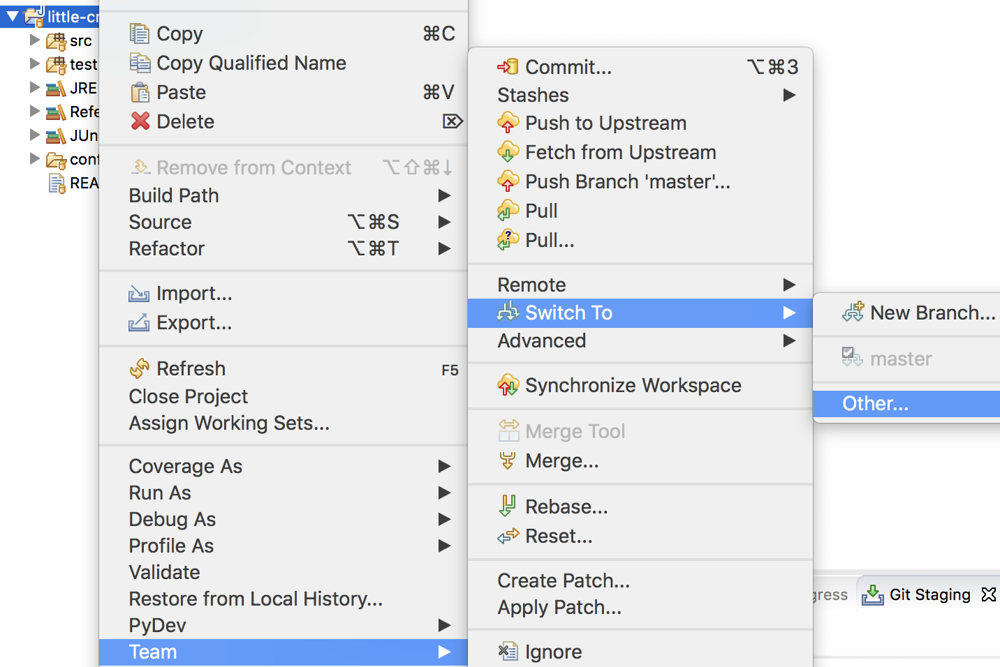 little-cr
src
test
JRE
Refe
JUn
conf
REA
Copy ⌘C
Copy Qualified Name
Paste ⌘V
Delete ⌦
Remove from Context ⌥⇧⌘↓
Build Path
Source ⌥⌘S
Refactor ⌥⌘T
Import...
Export...
Refresh F5
Close Project
Assign Working Sets...
Coverage As
Run As
Debug As
Profile As
Validate
Restore from Local History...
PyDev
Team
Commit... ⌥⌘3
Stashes
Push to Upstream
Fetch from Upstream
Push Branch 'master'...
Pull
Pull...
Remote
Switch To
Advanced
Synchronize Workspace
Merge Tool
Merge...
Rebase...
Reset...
Create Patch...
Apply Patch...
Ignore
New Branch...
master
Other...
gress
Git Staging